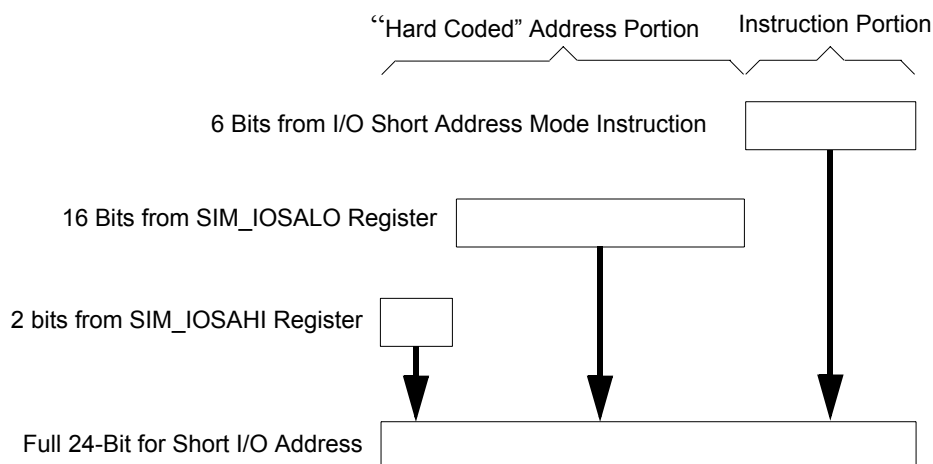 “Hard Coded” Address Portion
Instruction Portion
6 Bits from I/O Short Address Mode Instruction
16 Bits from SIM_IOSALO Register
2 bits from SIM_IOSAHI Register
Full 24-Bit for Short I/O Address